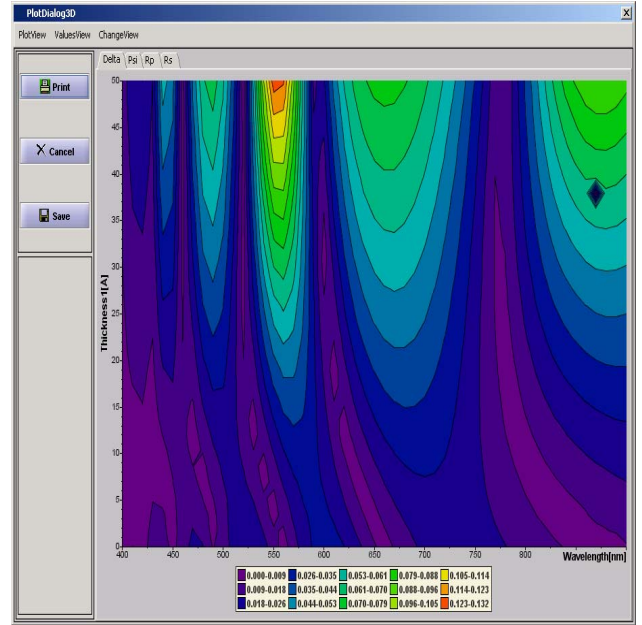 PlotDialog3D
PlotView ValuesView ChangeView
Delta Psi Rp Rs
Print
Cancel
Save
Thickness1[A]
50
45
40
35
30
25
20
15
10
5
0
400 450 500 550 600 650 700 750 800 Wavelength[nm]
0.000-0.009 0.026-0.035 0.053-0.061 0.079-0.088 0.105-0.114
0.009-0.018 0.035-0.044 0.061-0.070 0.088-0.096 0.114-0.123
0.018-0.026 0.044-0.053 0.070-0.079 0.096-0.105 0.123-0.132